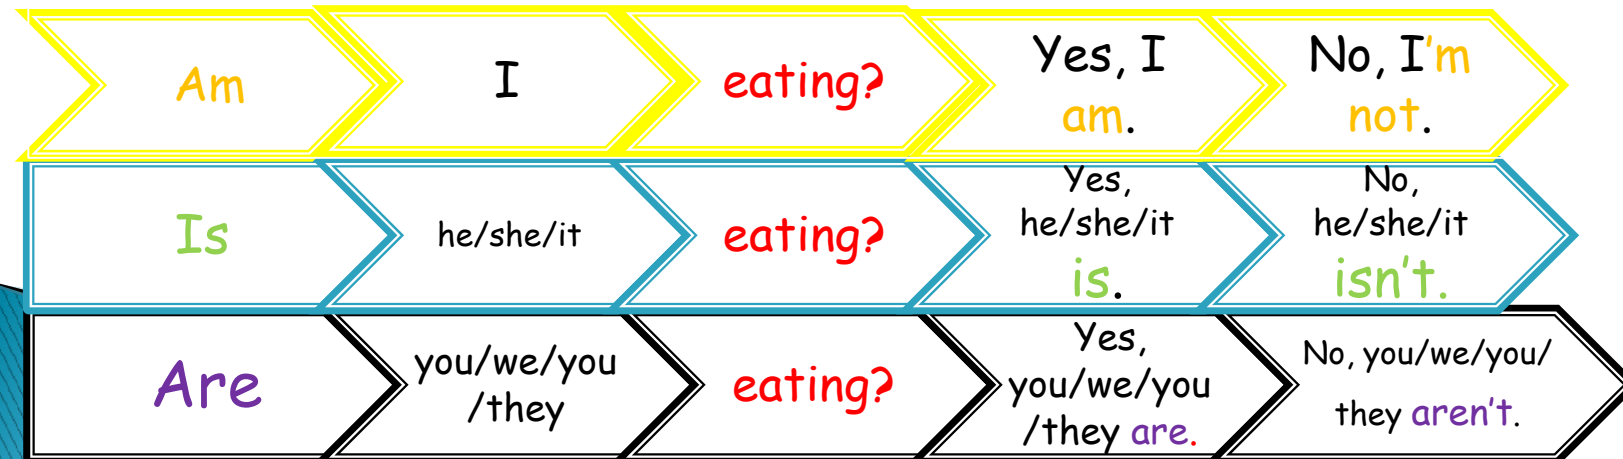 Am
I
eating?
Yes, I
am.
No, I'm
not.
Is
he/she/it
eating?
Yes,
he/she/it
is.
No,
he/she/it
isn't.
Are
you/we/you
/they
eating?
Yes,
you/we/you
/they are.
No, you/we/you/
they aren't.